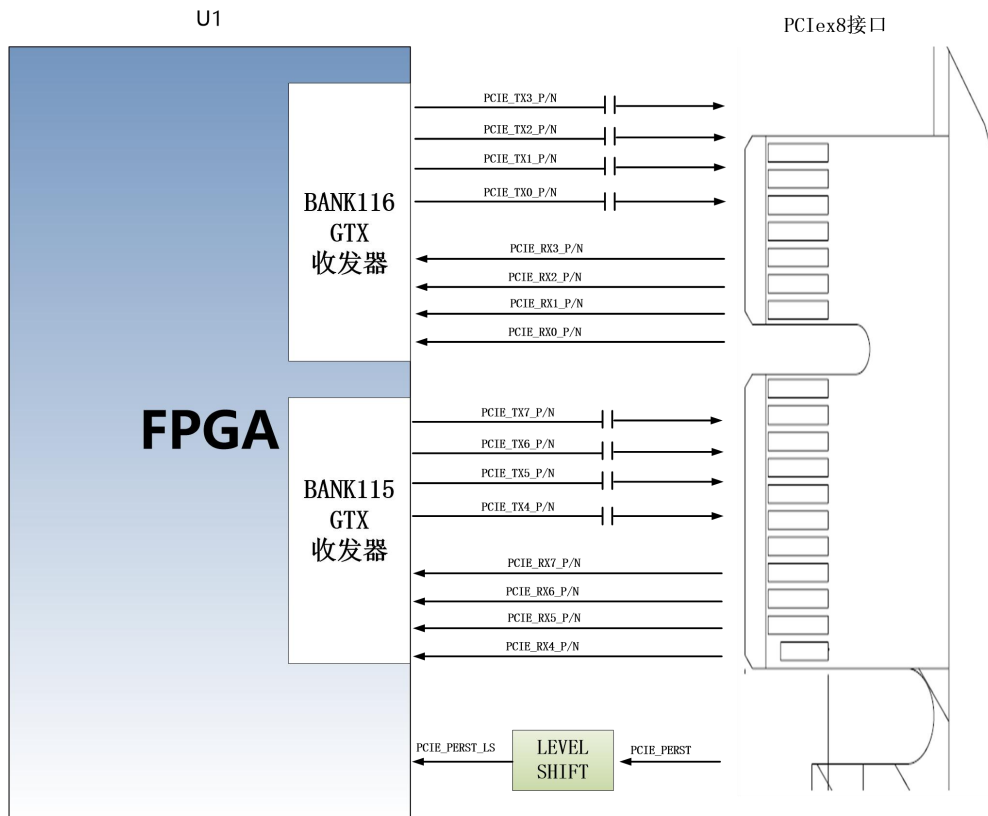 U1
PCIex8接口
PCIE_TX3_P/N
PCIE_TX2_P/N
PCIE_TX1_P/N
PCIE_TX0_P/N
BANK116
GTX
收发器
PCIE_RX3_P/N
PCIE_RX2_P/N
PCIE_RX1_P/N
PCIE_RX0_P/N
FPGA
PCIE_TX7_P/N
PCIE_TX6_P/N
PCIE_TX5_P/N
PCIE_TX4_P/N
BANK115
GTX
收发器
PCIE_RX7_P/N
PCIE_RX6_P/N
PCIE_RX5_P/N
PCIE_RX4_P/N
PCIE_PERST_LS
LEVEL
SHIFT
PCIE_PERST